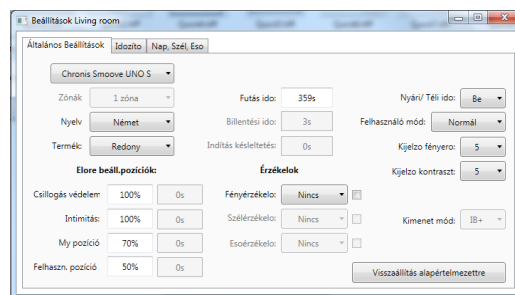 Beállítások Living room
Általános Beállítások Idozíto Nap, Szél, Eso
Chronis Smoove UNO S
Zónák 1 zóna Futás ido: 359s Nyári/ Téli ido: Be
Nyelv Német Billentési ido: 3s Felhasználó mód: Normál
Termék: Redony Indítás késleltetés: 0s Kijelzo fényero: 5
Elore beáll.pozíciók: Érzékelok Kijelzo kontraszt: 5
Csillogás védelem 100% 0s Fényérzékelo: Nincs
Intimitás: 100% 0s Szélérzékelo: Nincs Kimenet mód: IB+
My pozíció 70% 0s Esoérzékelo: Nincs
Felhaszn. pozíció 50% 0s Visszaállítás alapértelmezettre